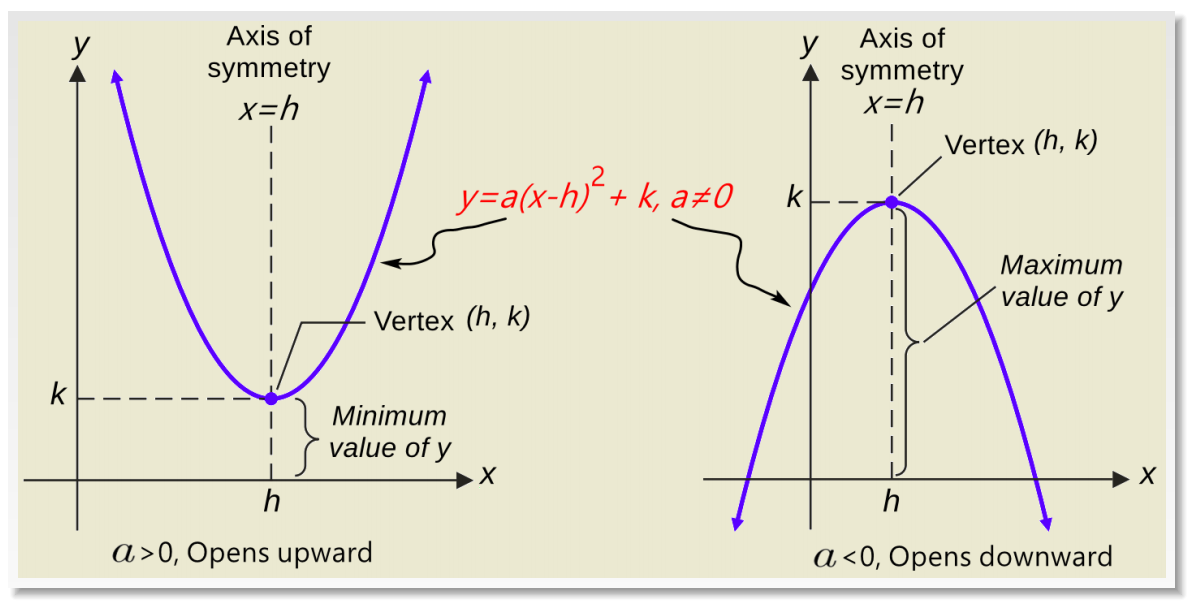 y
Axis of
symmetry
x=h
y=a(x-h)² + k, a≠0
Vertex (h, k)
k
Minimum
value of y
x
h
a>0, Opens upward
y
Axis of
symmetry
x=h
Vertex (h, k)
k
Maximum
value of y
x
h
a<0, Opens downward